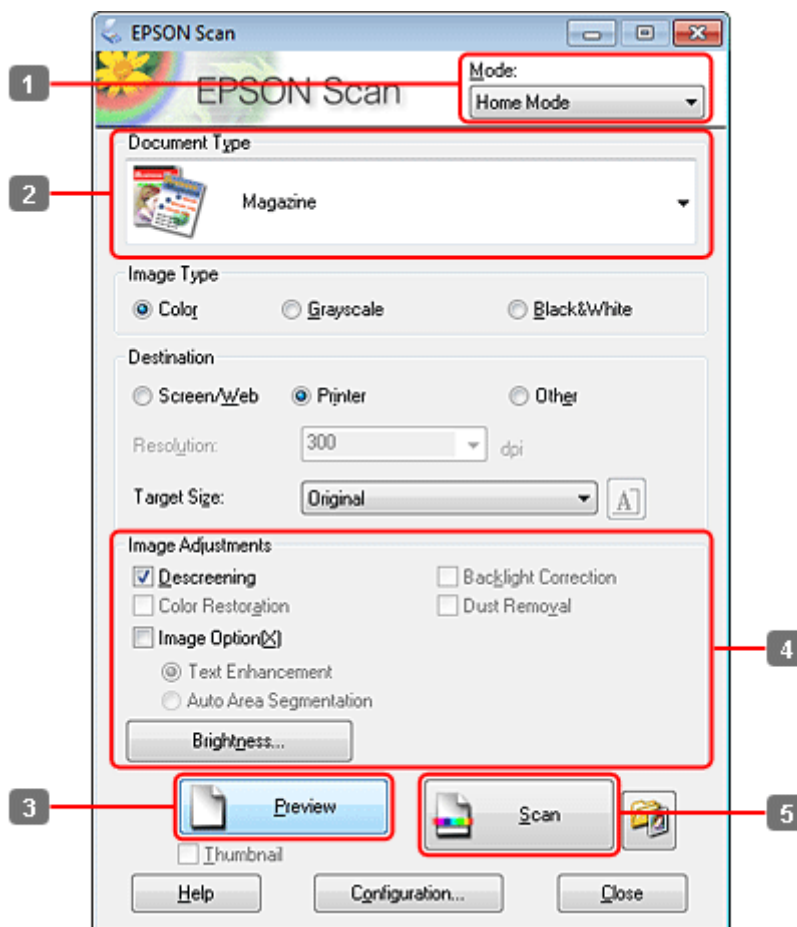 EPSON Scan
EPSON Scan
Mode:
1
Home Mode
Document Type
2
Magazine
Image Type
Color Grayscale Black&White
Destination
Screen/Web Printer Other
Resolution: 300 dpi
Target Size: Original A
Image Adjustments
Descreening Backlight Correction
Color Restoration Dust Removal
Image Option(X)
4
Text Enhancement
Auto Area Segmentation
Brightness...
3 Preview Scan 5
Thumbnail
Help Configuration... Close